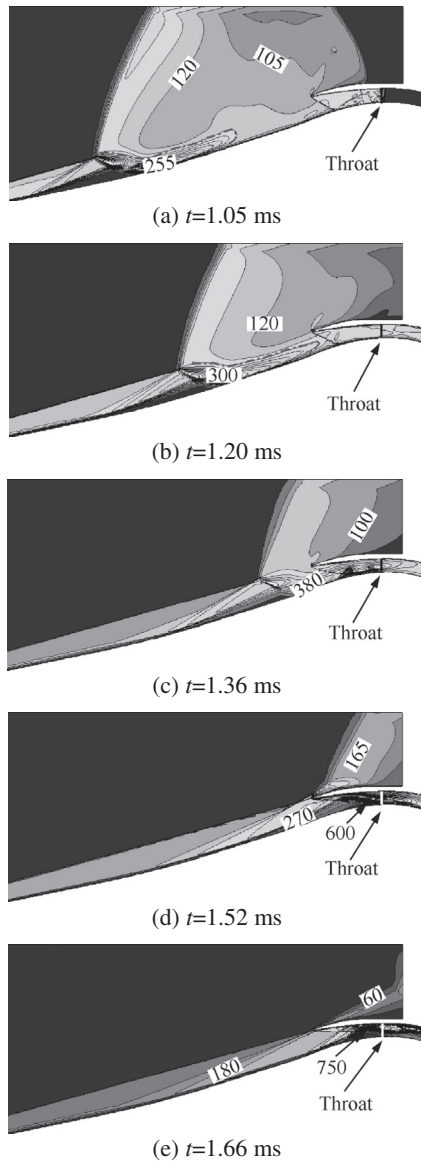 120
105
255
Throat
(a) t=1.05 ms
120
300
Throat
(b) t=1.20 ms
100
380
Throat
(c) t=1.36 ms
165
270
600
Throat
(d) t=1.52 ms
60
180
750
Throat
(e) t=1.66 ms